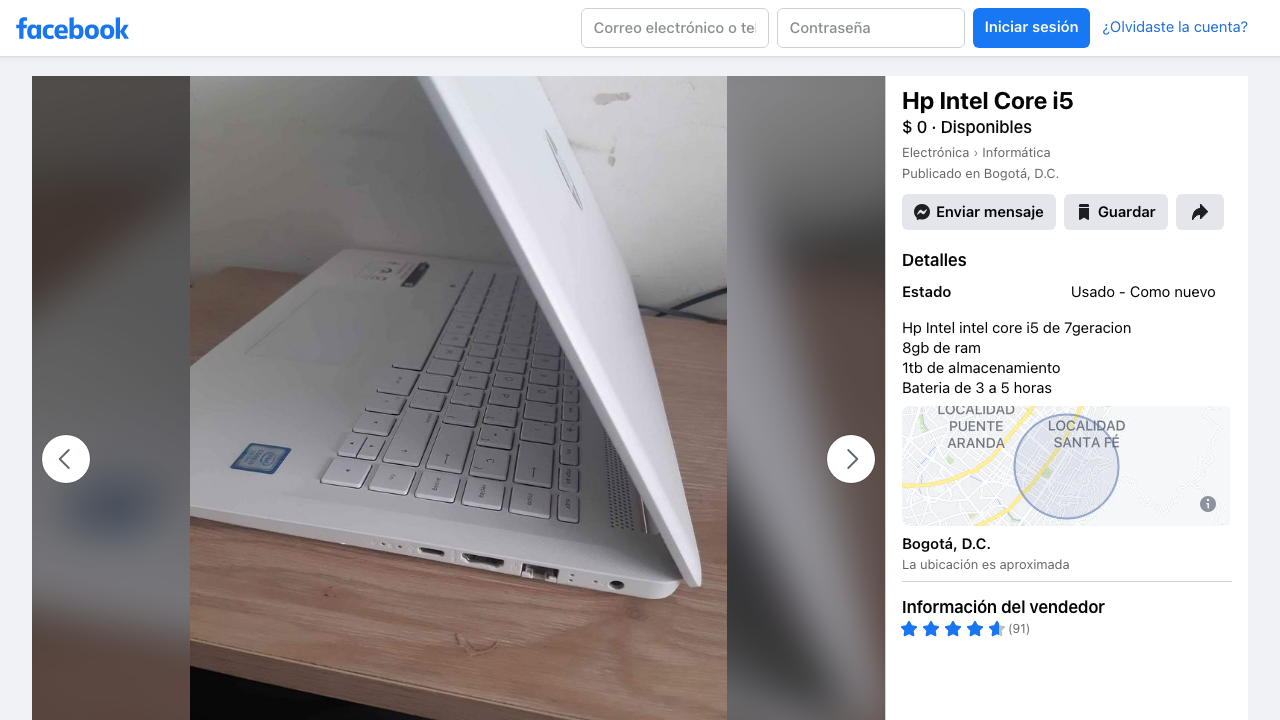 facebook
Correo electrónico o te
Contraseña
Iniciar sesión
¿Olvidaste la cuenta?
Hp Intel Core i5
$ 0 · Disponibles
Electrónica › Informática
Publicado en Bogotá, D.C.
Enviar mensaje
Guardar
Detalles
Estado
Usado - Como nuevo
Hp Intel intel core i5 de 7geracion
8gb de ram
1tb de almacenamiento
Bateria de 3 a 5 horas
LOCALIDAD
PUENTE
ARANDA
LOCALIDAD
SANTA FÉ
Bogotá, D.C.
La ubicación es aproximada
Información del vendedor
(91)